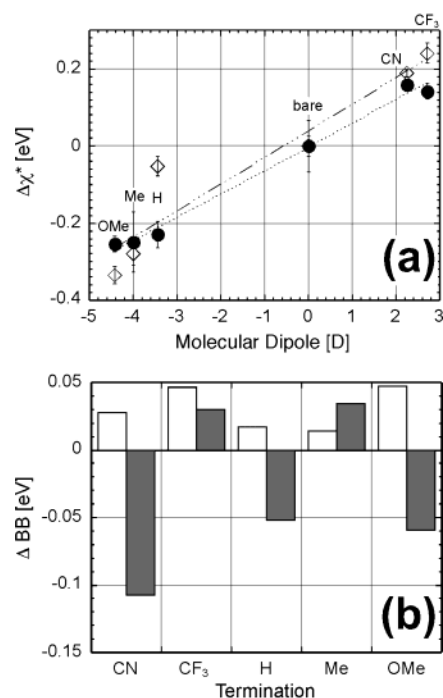 CF3
CN
bare
Me
H
OMe
0.2
0
-0.2
-0.4
Δχ* [eV]
(a)
-5 -4 -3 -2 -1 0 1 2 3
Molecular Dipole [D]
0.05
0
-0.05
-0.1
-0.15
Δ BB [eV]
(b)
CN CF3 H Me OMe
Termination